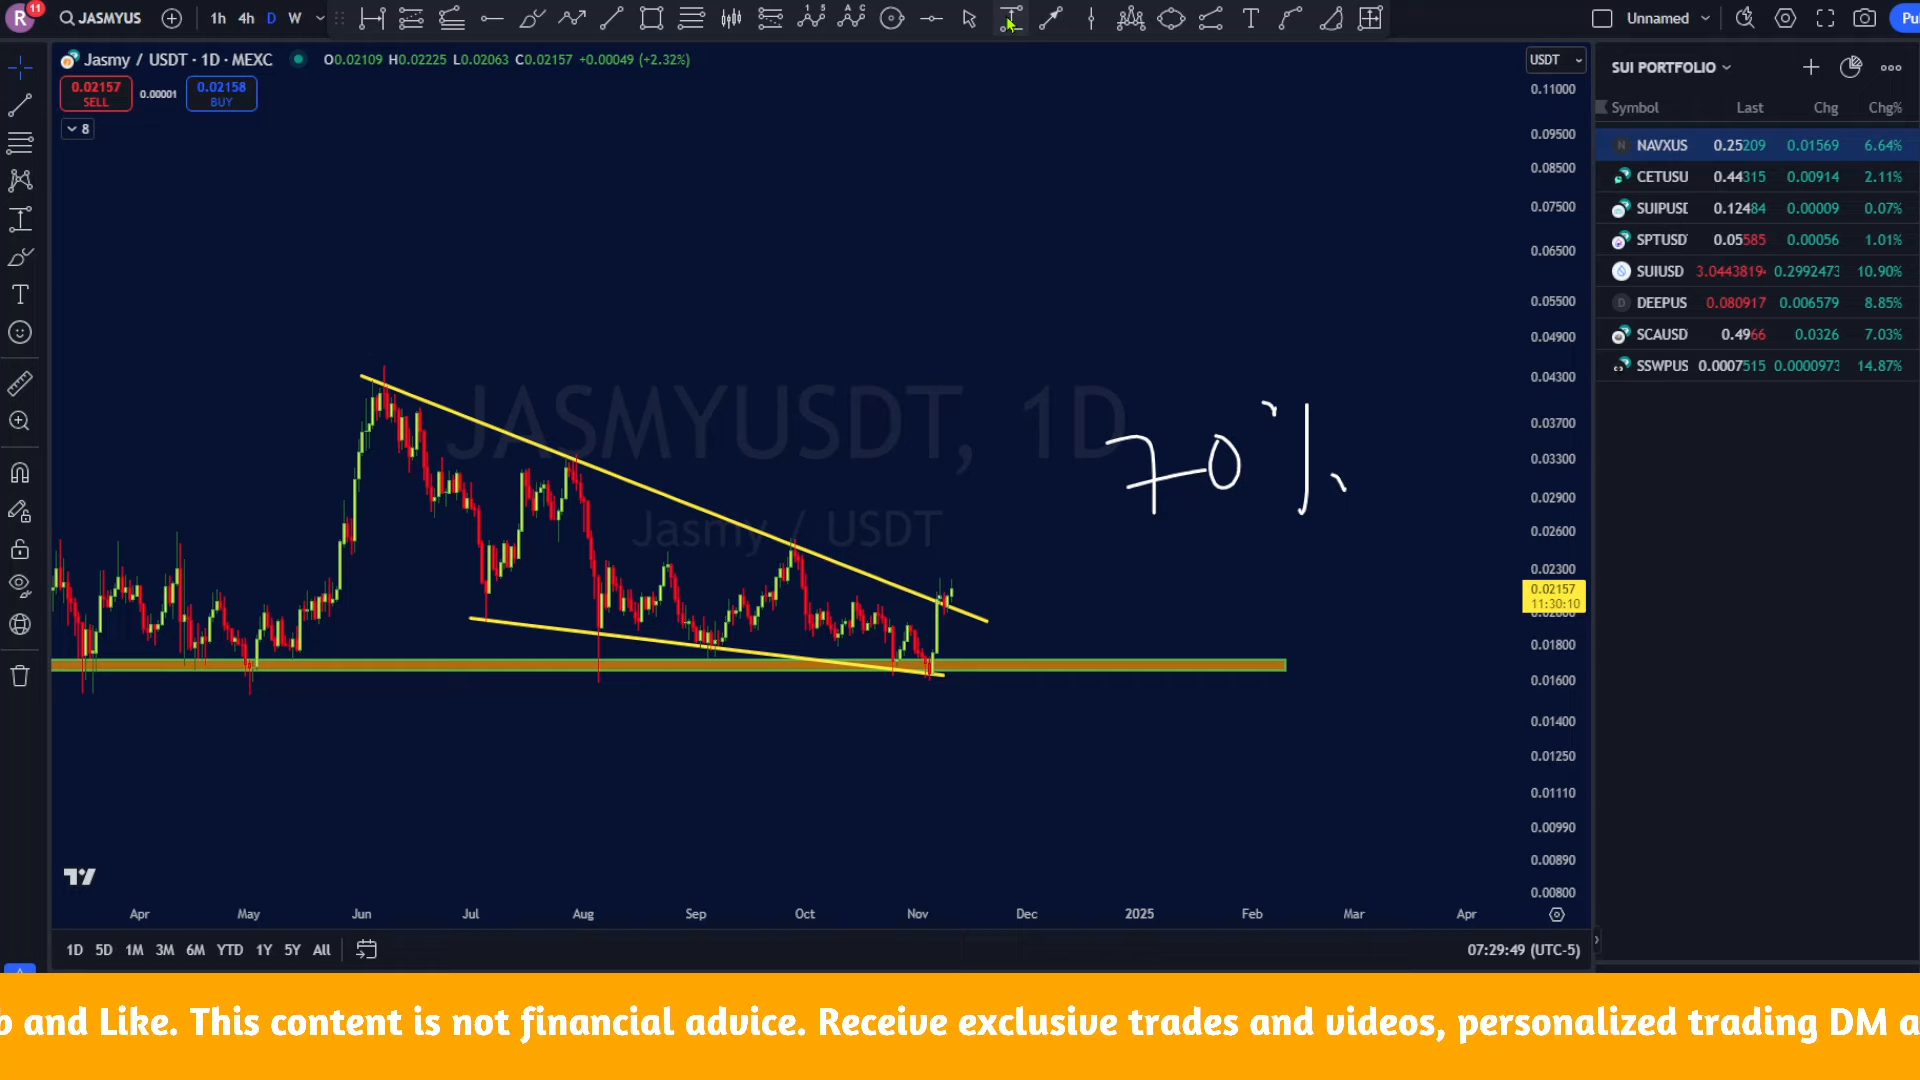 R 11 JASMYUS 1h 4h D W Unnamed Pu
Jasmy / USDT · 1D · MEXC O0.02109 H0.02225 L0.02063 C0.02157 +0.00049 (+2.32%)
0.02157 SELL 0.00001 0.02158 BUY
8
USDT
0.11000
0.09500
0.08500
0.07500
0.06500
0.05500
0.04900
0.04300
0.03700
0.03300
0.02900
0.02600
0.02300
0.02157
11:30:10
0.01800
0.01600
0.01400
0.01250
0.01110
0.00990
0.00890
0.00800
JASMYUSDT, 1D
Jasmy / USDT
70%
Apr May Jun Jul Aug Sep Oct Nov Dec 2025 Feb Mar Apr
1D 5D 1M 3M 6M YTD 1Y 5Y All 07:29:49 (UTC-5)
SUI PORTFOLIO
Symbol Last Chg Chg%
NAVXUS 0.25209 0.01569 6.64%
CETUSU 0.44315 0.00914 2.11%
SUIPUSD 0.12484 0.00009 0.07%
SPTUSD 0.05585 0.00056 1.01%
SUIUSD 3.0443819 0.2992473 10.90%
DEEPUS 0.080917 0.006579 8.85%
SCAUSD 0.4966 0.0326 7.03%
SSWPUS 0.0007515 0.0000973 14.87%
b and Like. This content is not financial advice. Receive exclusive trades and videos, personalized trading DM a